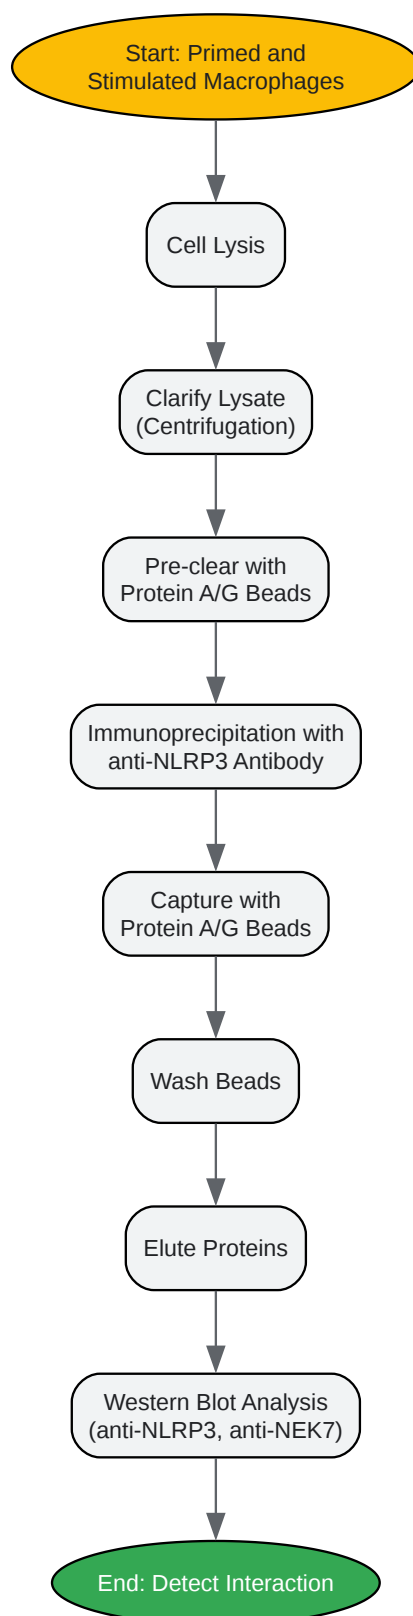 Start: Primed and
Stimulated Macrophages
Cell Lysis
Clarify Lysate
(Centrifugation)
Pre-clear with
Protein A/G Beads
Immunoprecipitation with
anti-NLRP3 Antibody
Capture with
Protein A/G Beads
Wash Beads
Elute Proteins
Western Blot Analysis
(anti-NLRP3, anti-NEK7)
End: Detect Interaction